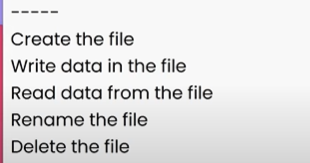 -----
Create the file
Write data in the file
Read data from the file
Rename the file
Delete the file